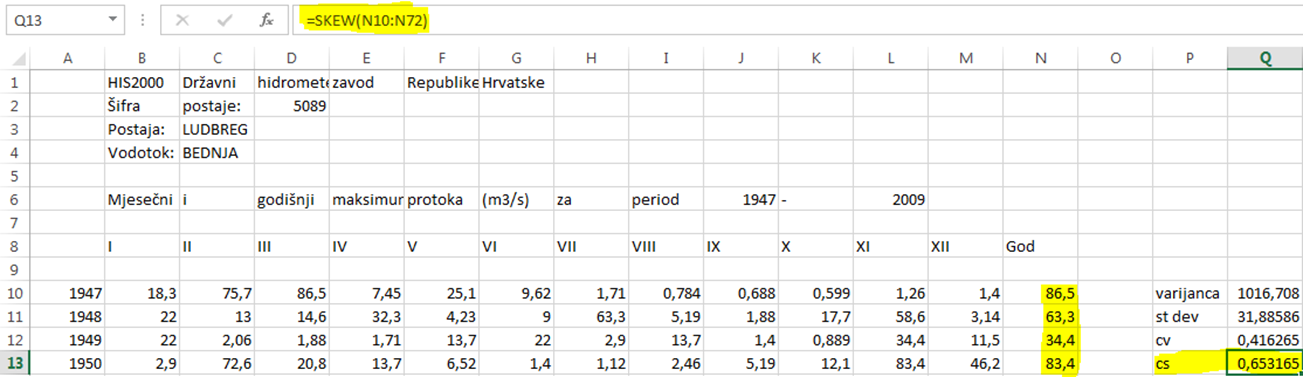 Q13 fx =SKEW(N10:N72)
A B C D E F G H I J K L M N O P Q
1 HIS2000 Državni hidromete zavod Republike Hrvatske
2 Šifra postaje: 5089
3 Postaja: LUDBREG
4 Vodotok: BEDNJA
5
6 Mjesečni i godišnji maksimur protoka (m3/s) za period 1947 - 2009
7
8 I II III IV V VI VII VIII IX X XI XII God
9
10 1947 18,3 75,7 86,5 7,45 25,1 9,62 1,71 0,784 0,688 0,599 1,26 1,4 86,5 varijanca 1016,708
11 1948 22 13 14,6 32,3 4,23 9 63,3 5,19 1,88 17,7 58,6 3,14 63,3 st dev 31,88586
12 1949 22 2,06 1,88 1,71 13,7 22 2,9 13,7 1,4 0,889 34,4 11,5 34,4 cv 0,416265
13 1950 2,9 72,6 20,8 13,7 6,52 1,4 1,12 2,46 5,19 12,1 83,4 46,2 83,4 cs 0,653165